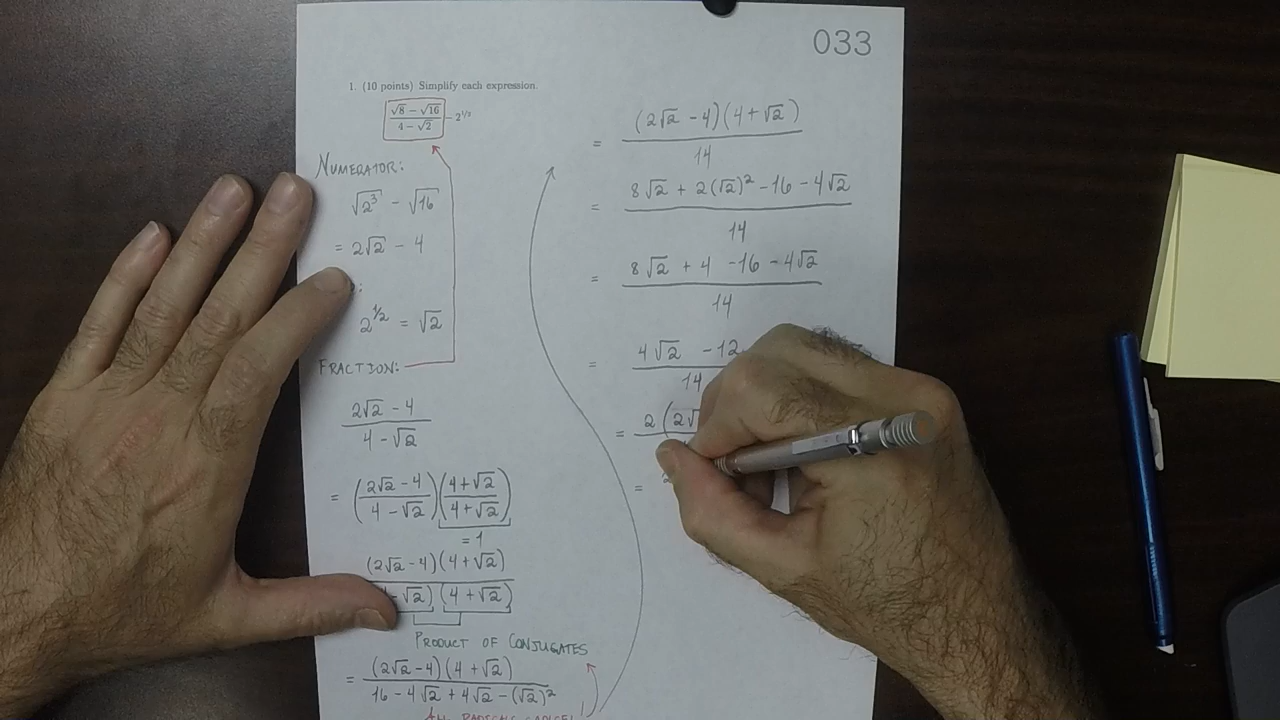 033
1. (10 points) Simplify each expression.
(√8 − √16)/(4 − √2) − 2^{1/2}
NUMERATOR:
√2³ − √16
= 2√2 − 4
:
2^{1/2} = √2
FRACTION:
(2√2 − 4)/(4 − √2)
= ((2√2 − 4)/(4 − √2))((4 + √2)/(4 + √2))
= 1
(2√2 − 4)(4 + √2)
− √2)(4 + √2)
PRODUCT OF CONJUGATES
= (2√2 − 4)(4 + √2)/(16 − 4√2 + 4√2 − (√2)²)
= (2√2 − 4)(4 + √2)/14
= (8√2 + 2(√2)² − 16 − 4√2)/14
= (8√2 + 4 − 16 − 4√2)/14
= (4√2 − 12)/14
= 2(2√
=